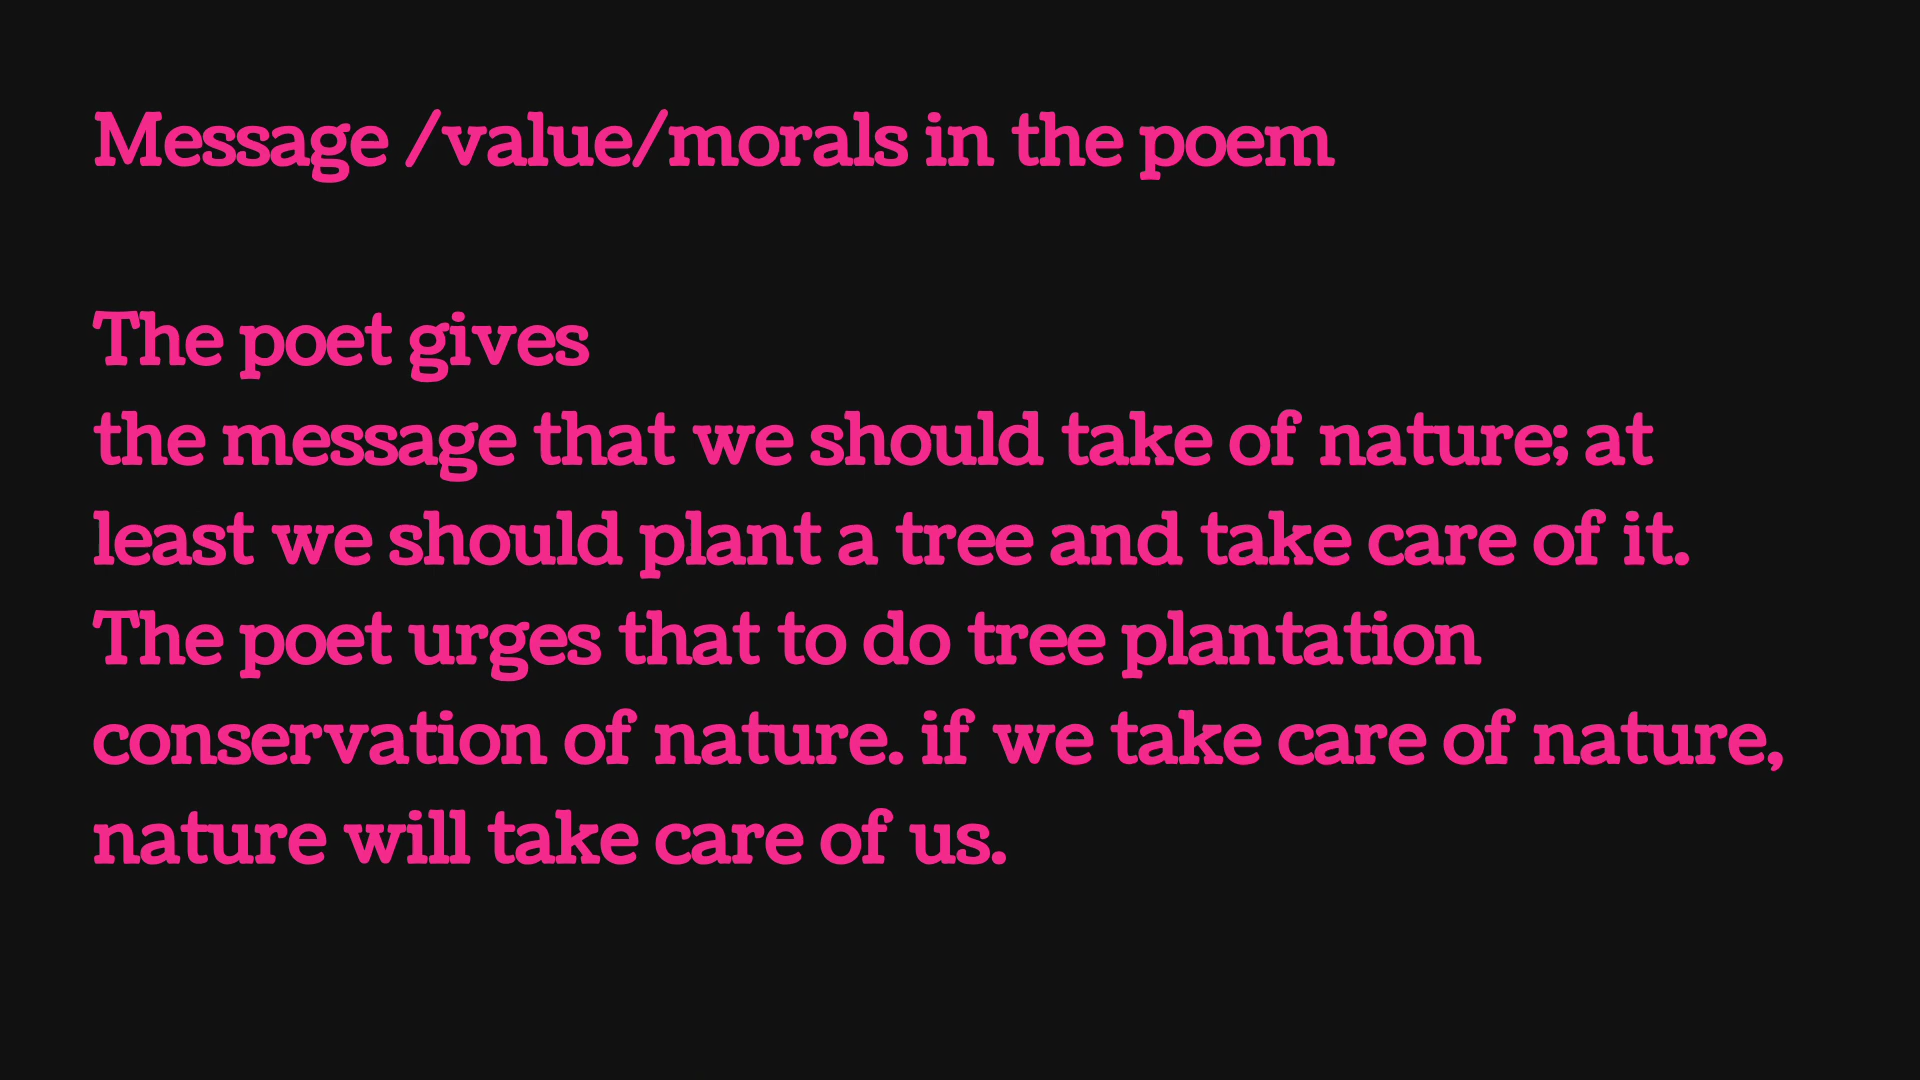 Message /value/morals in the poem
The poet gives
the message that we should take of nature; at
least we should plant a tree and take care of it.
The poet urges that to do tree plantation
conservation of nature. if we take care of nature,
nature will take care of us.